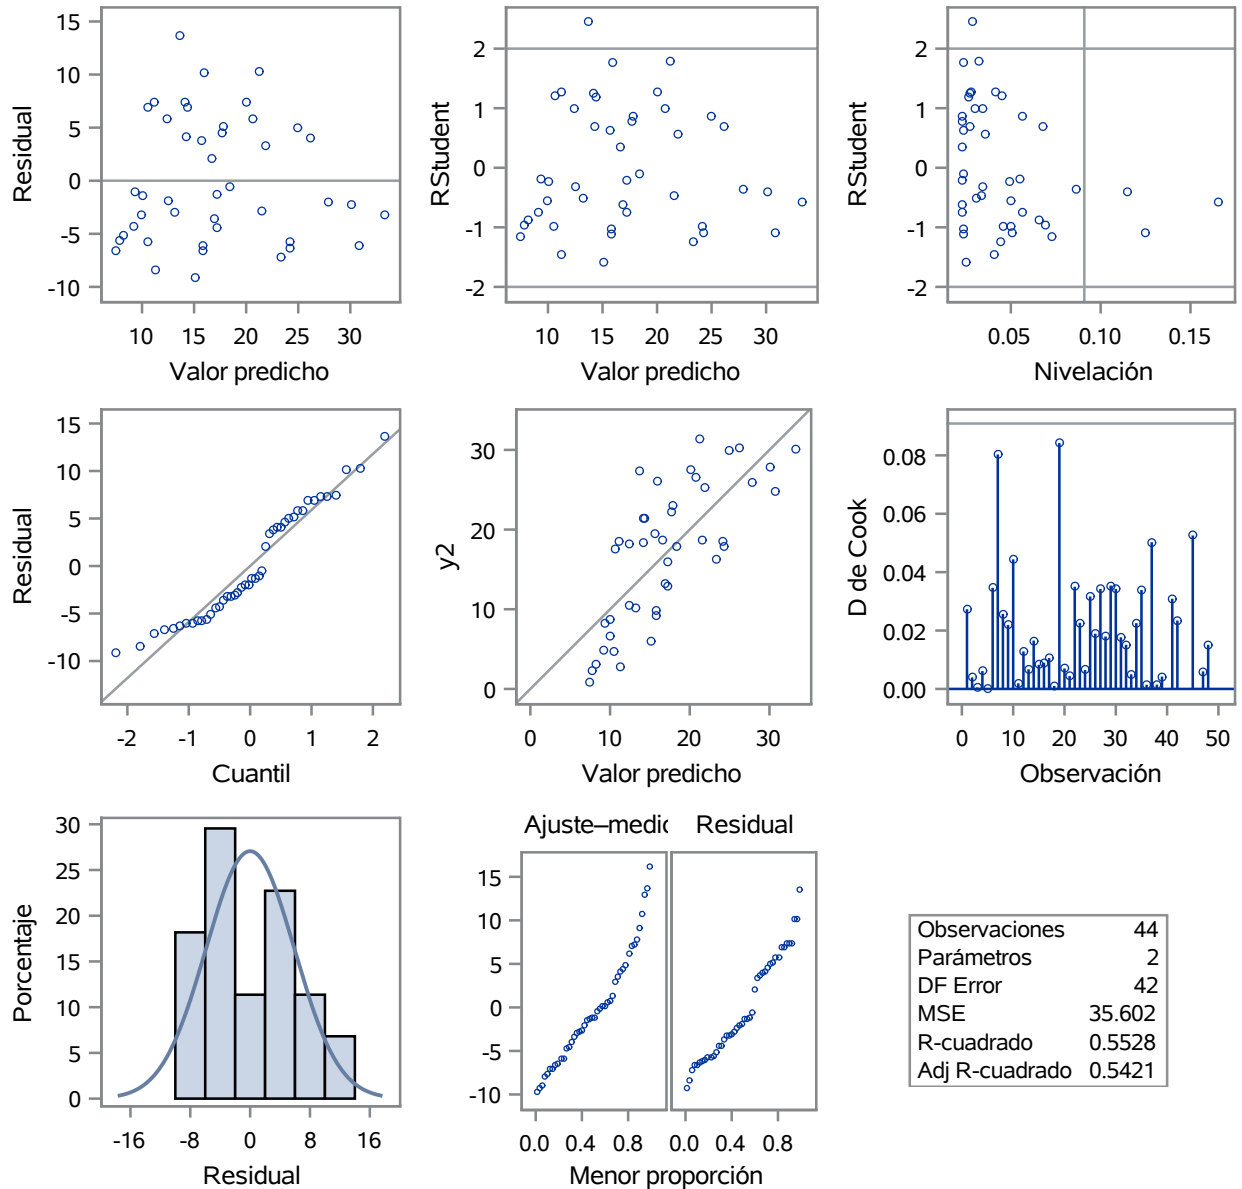 15
10
5
0
-5
-10
Residual
10 15 20 25 30
Valor predicho
2
1
0
-1
-2
RStudent
10 15 20 25 30
Valor predicho
2
1
0
-1
-2
RStudent
0.05 0.10 0.15
Nivelación
15
10
5
0
-5
-10
Residual
-2 -1 0 1 2
Cuantil
30
20
10
0
y2
0 10 20 30
Valor predicho
0.08
0.06
0.04
0.02
0.00
D de Cook
0 10 20 30 40 50
Observación
30
25
20
15
10
5
0
Porcentaje
-16 -8 0 8 16
Residual
Ajuste–medic Residual
15
10
5
0
-5
-10
0.0 0.4 0.8 0.0 0.4 0.8
Menor proporción
Observaciones 44
Parámetros 2
DF Error 42
MSE 35.602
R-cuadrado 0.5528
Adj R-cuadrado 0.5421